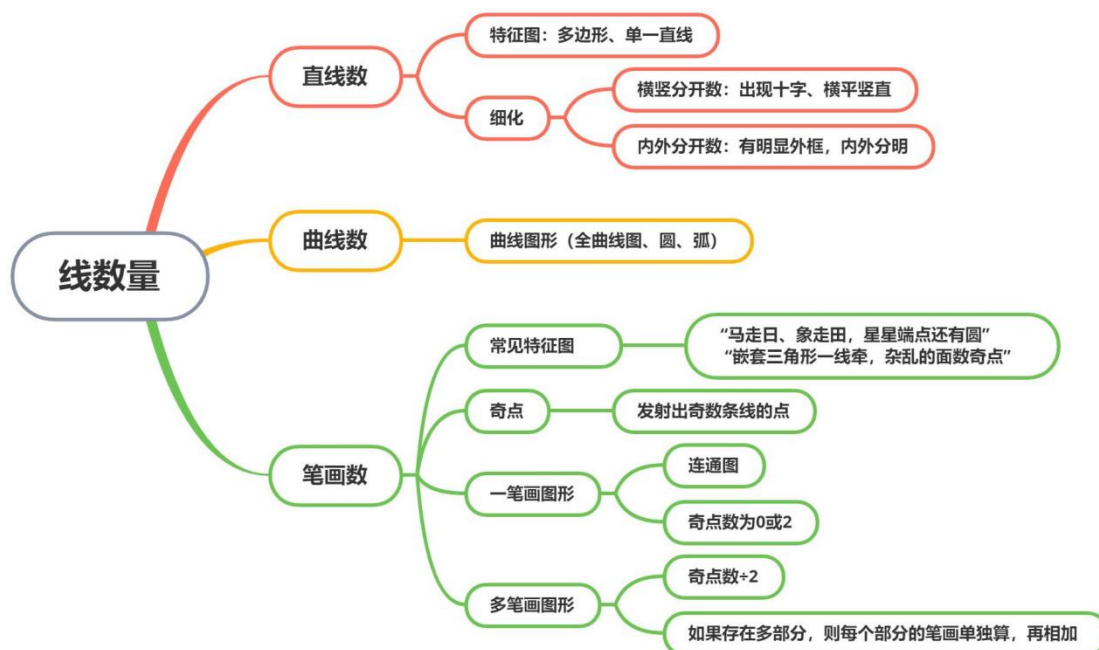 线数量
直线数
特征图：多边形、单一直线
细化
横竖分开数：出现十字、横平竖直
内外分开数：有明显外框，内外分明
曲线数
曲线图形（全曲线图、圆、弧）
笔画数
常见特征图
“马走日、象走田，星星端点还有圆”
“嵌套三角形一线牵，杂乱的面数奇点”
奇点
发射出奇数条线的点
一笔画图形
连通图
奇点数为0或2
多笔画图形
奇点数÷2
如果存在多部分，则每个部分的笔画单独算，再相加